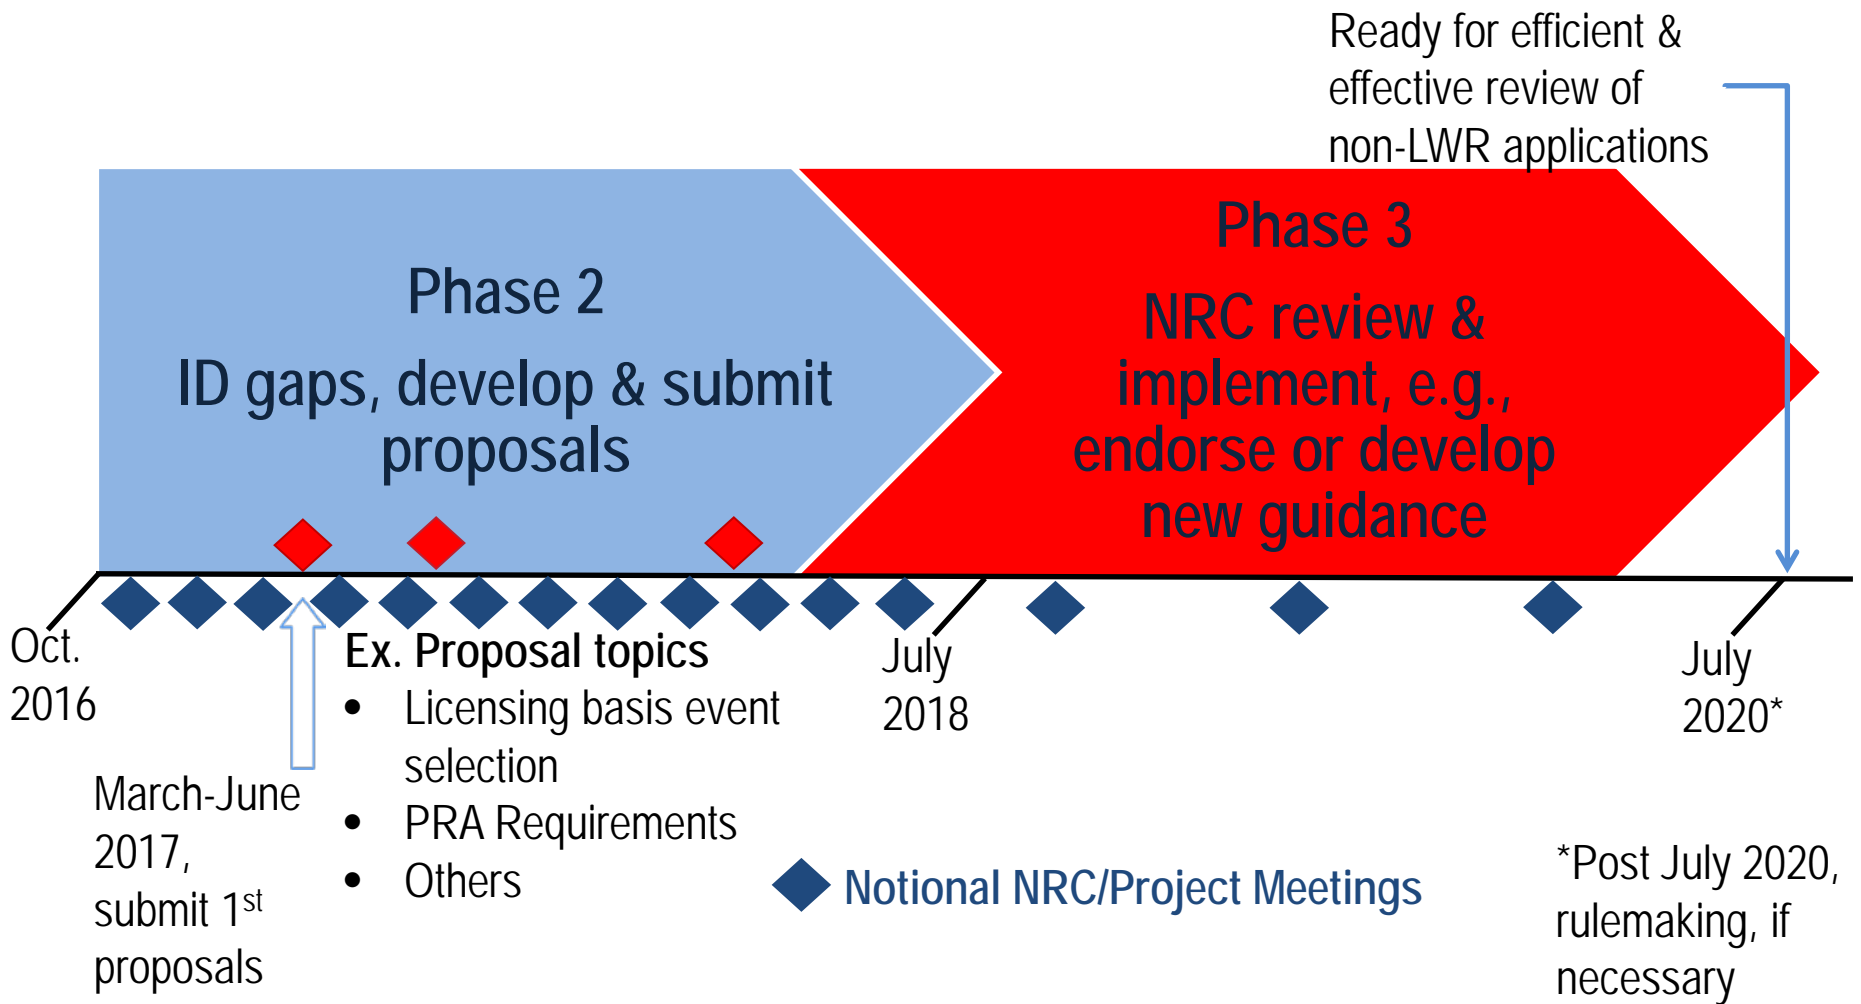 Ready for efficient &
effective review of
non-LWR applications
Phase 2
ID gaps, develop & submit
proposals
Phase 3
NRC review &
implement, e.g.,
endorse or develop
new guidance
Oct.
2016
March-June
2017,
submit 1st
proposals
Ex. Proposal topics
• Licensing basis event
selection
• PRA Requirements
• Others
July
2018
July
2020*
Notional NRC/Project Meetings
*Post July 2020,
rulemaking, if
necessary